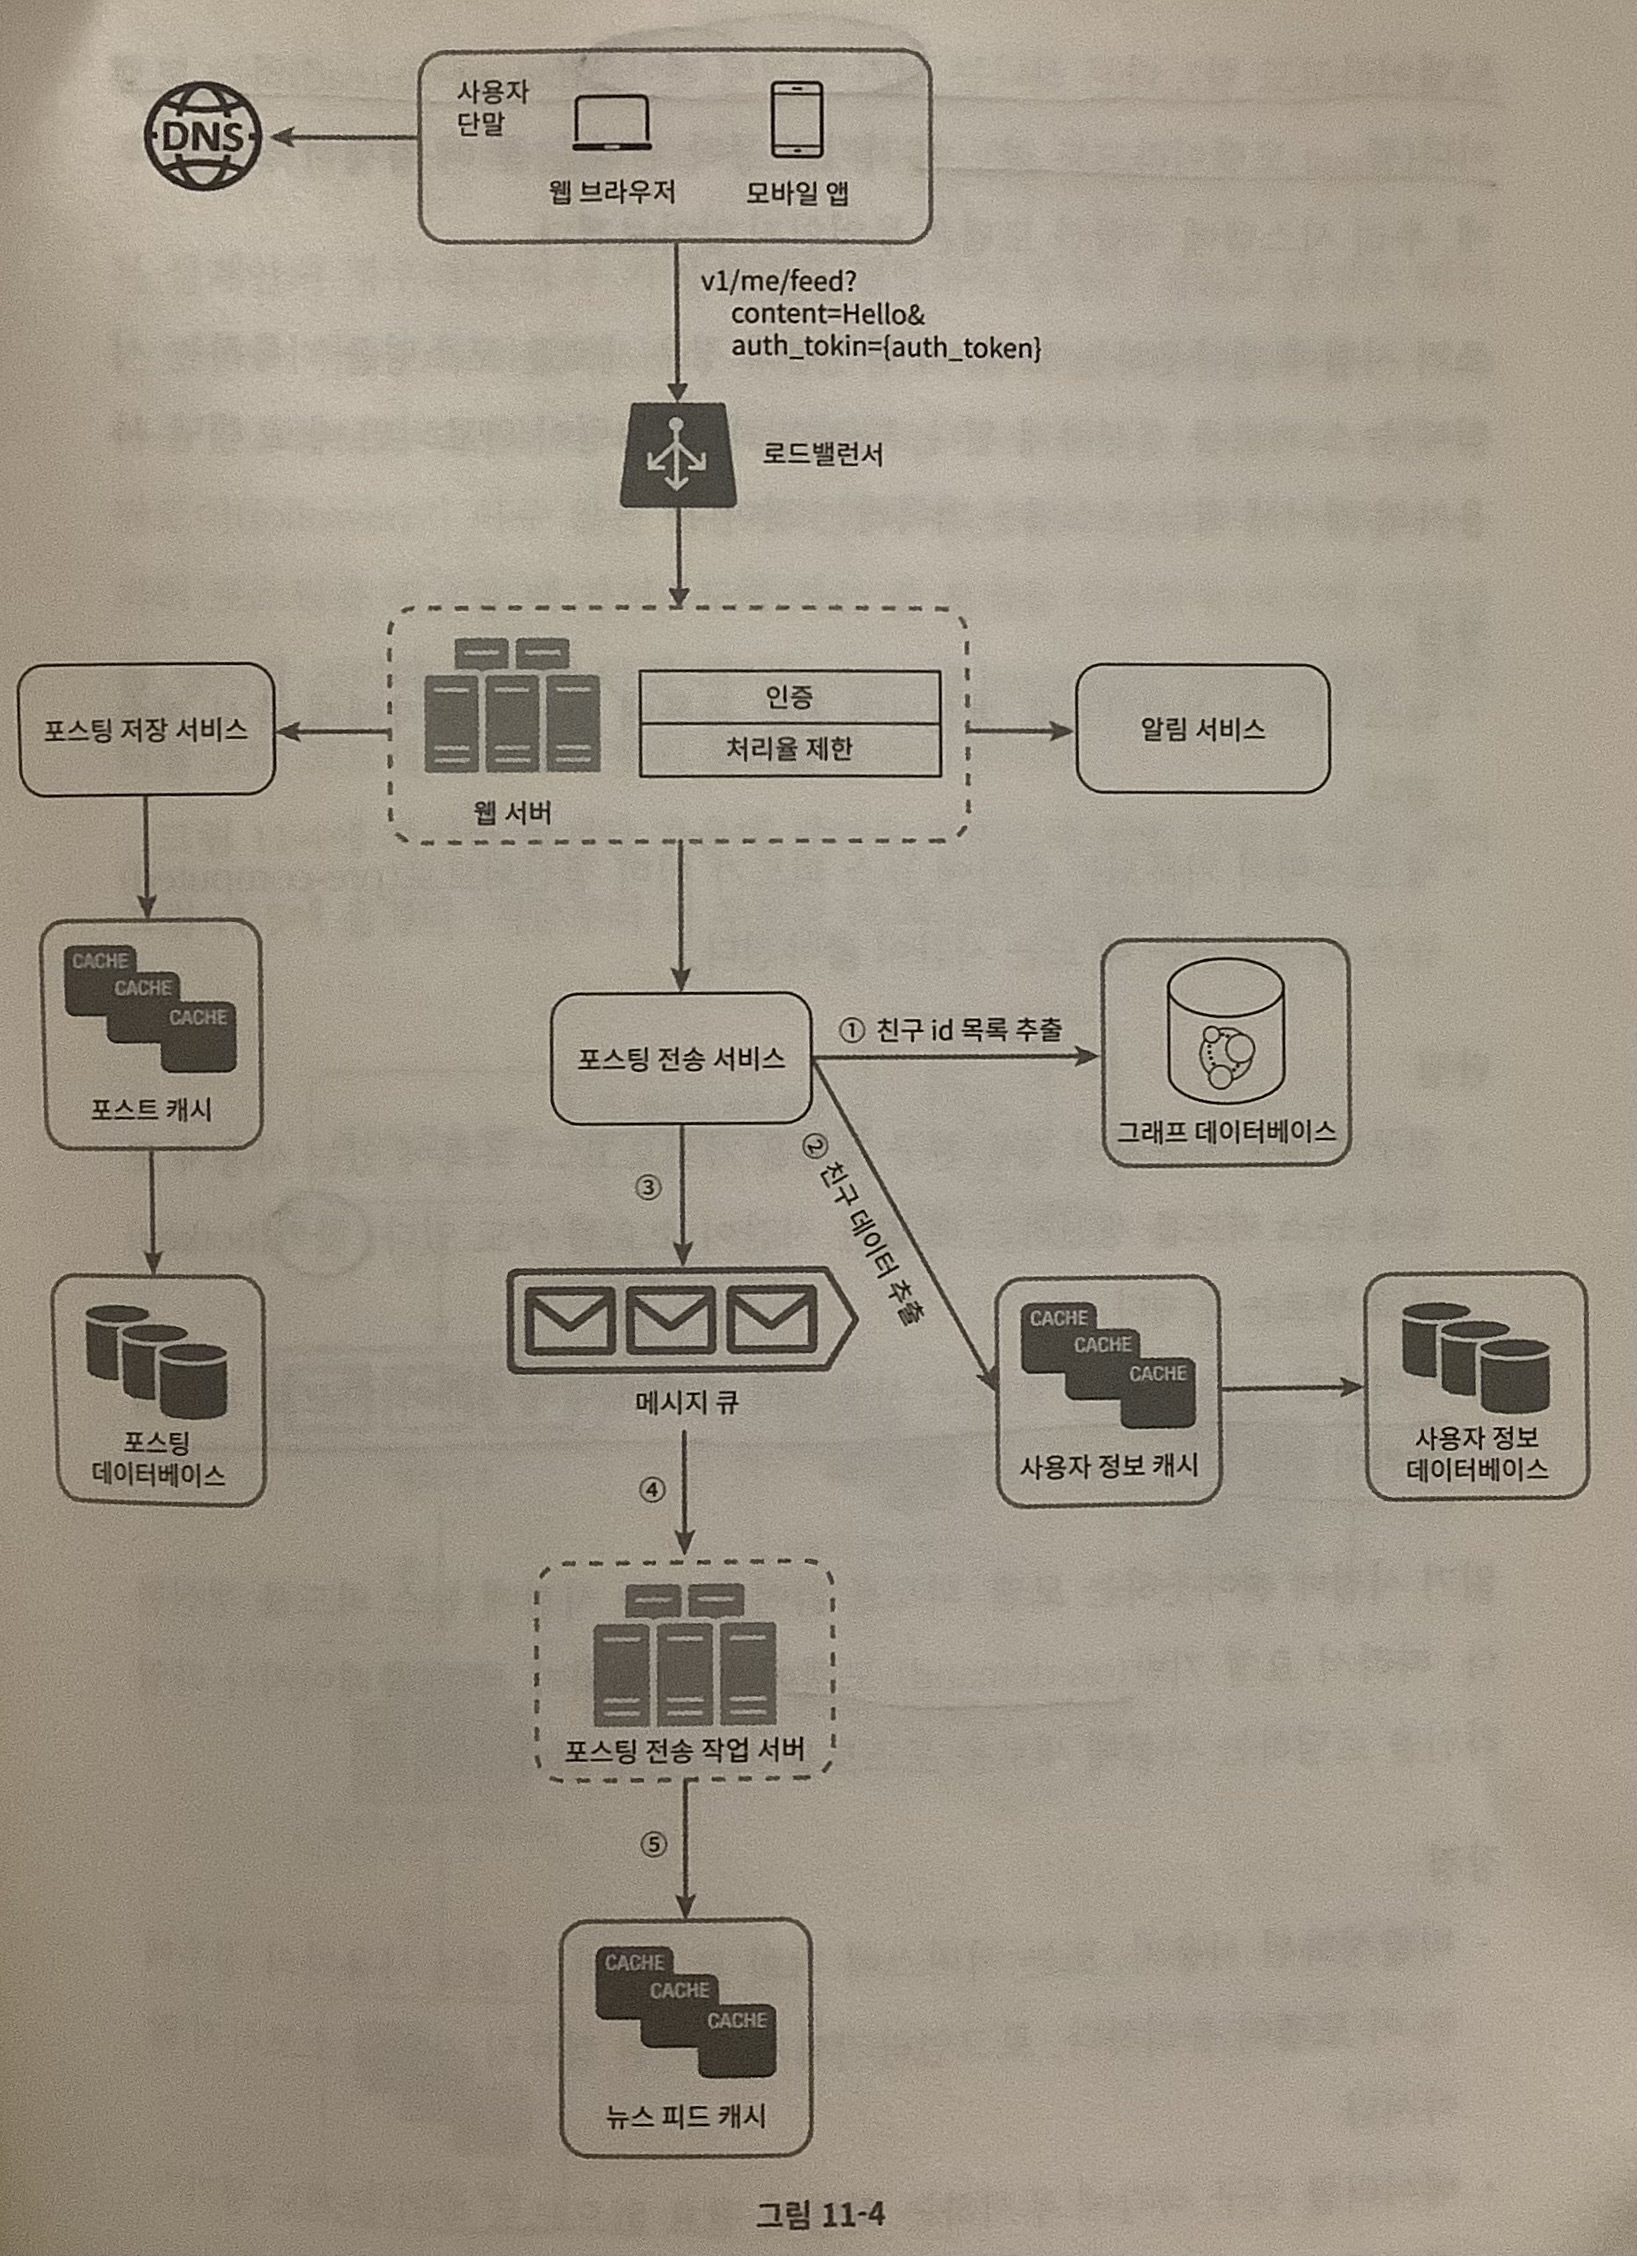 DNS
사용자
단말
웹 브라우저
모바일 앱
v1/me/feed?
content=Hello&
auth_tokin={auth_token}
로드밸런서
포스팅 저장 서비스
인증
처리율 제한
웹 서버
알림 서비스
CACHE
CACHE
CACHE
포스트 캐시
포스팅 전송 서비스
① 친구 id 목록 추출
그래프 데이터베이스
② 친구 데이터 추출
③
메시지 큐
포스팅
데이터베이스
CACHE
CACHE
CACHE
사용자 정보 캐시
사용자 정보
데이터베이스
④
포스팅 전송 작업 서버
⑤
CACHE
CACHE
CACHE
뉴스 피드 캐시
그림 11-4